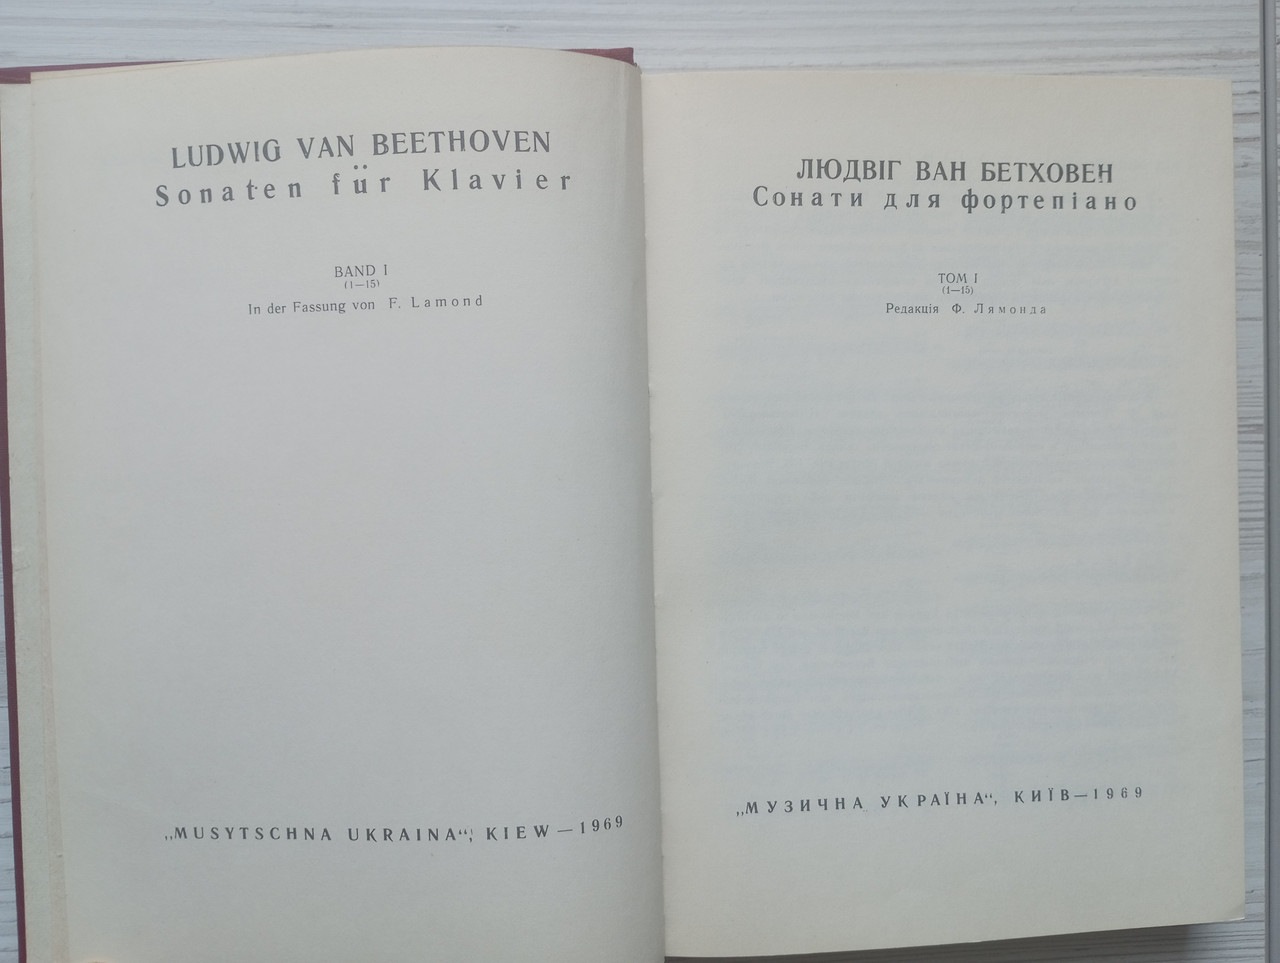 LUDWIG VAN BEETHOVEN
Sonaten für Klavier
BAND I
(1—15)
In der Fassung von F. Lamond
„MUSYTSCHNA UKRAINA“, KIEW—1969
ЛЮДВІГ ВАН БЕТХОВЕН
Сонати для фортепіано
ТОМ I
(1—15)
Редакція Ф. Лямонда
„МУЗИЧНА УКРАЇНА“, КИЇВ—1969